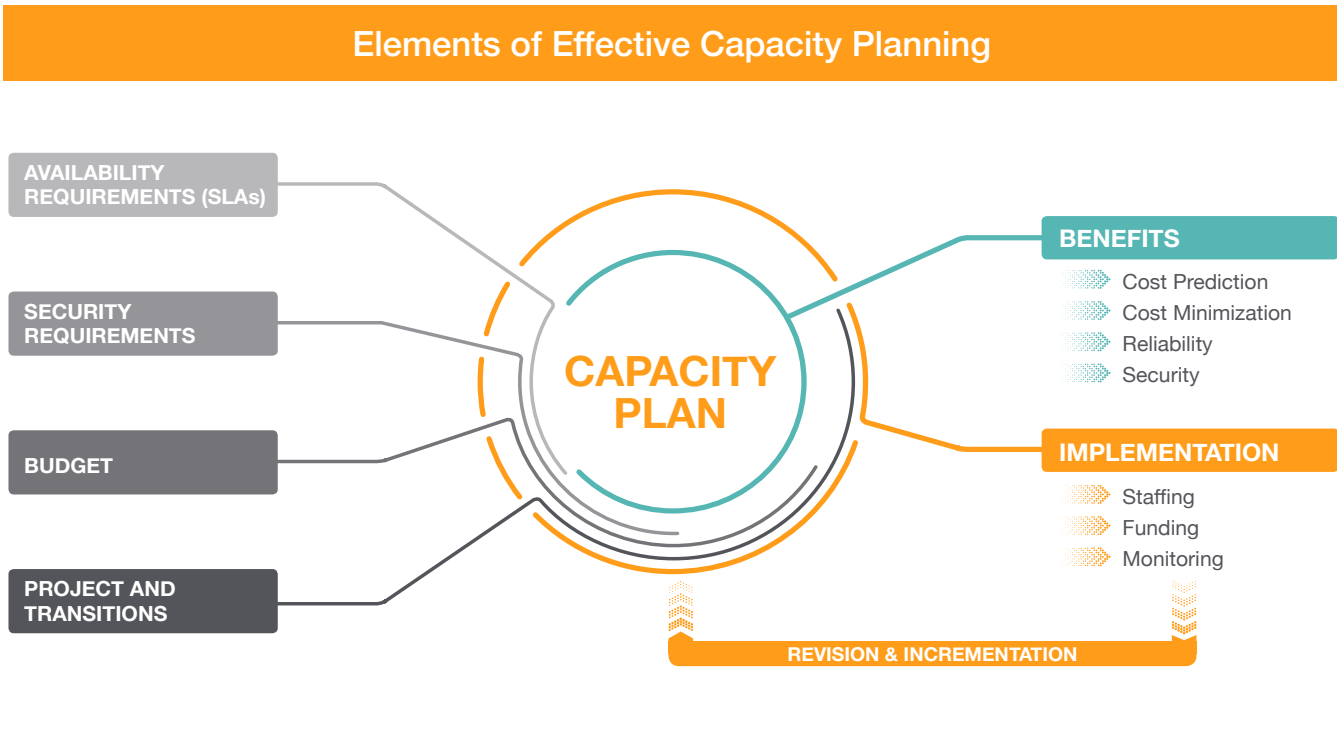 Elements of Effective Capacity Planning
AVAILABILITY
REQUIREMENTS (SLAs)
SECURITY
REQUIREMENTS
BUDGET
PROJECT AND
TRANSITIONS
CAPACITY
PLAN
BENEFITS
Cost Prediction
Cost Minimization
Reliability
Security
IMPLEMENTATION
Staffing
Funding
Monitoring
REVISION & INCREMENTATION